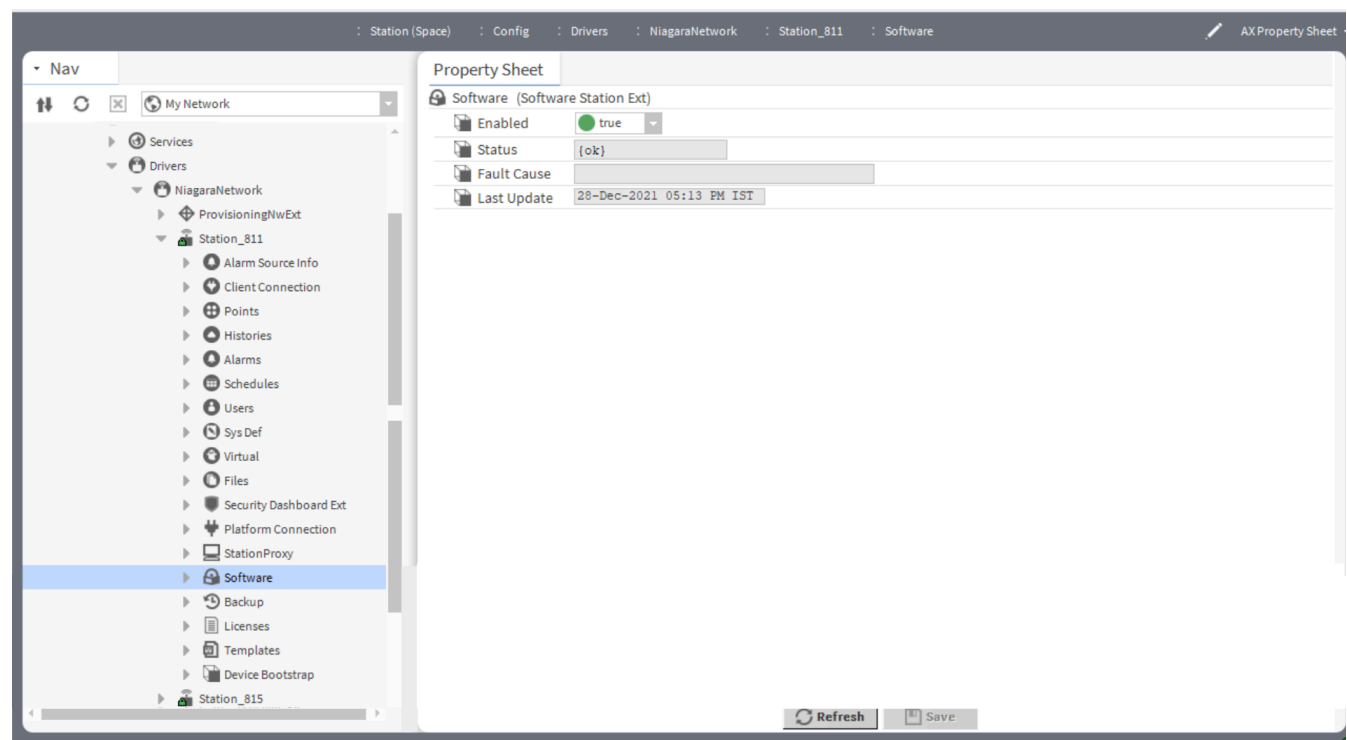 : Station (Space) : Config : Drivers : NiagaraNetwork : Station_811 : Software AX Property Sheet
Nav
My Network
Services
Drivers
NiagaraNetwork
ProvisioningNwExt
Station_811
Alarm Source Info
Client Connection
Points
Histories
Alarms
Schedules
Users
Sys Def
Virtual
Files
Security Dashboard Ext
Platform Connection
StationProxy
Software
Backup
Licenses
Templates
Device Bootstrap
Station_815
Property Sheet
Software (Software Station Ext)
Enabled true
Status {ok}
Fault Cause
Last Update 28-Dec-2021 05:13 PM IST
Refresh Save